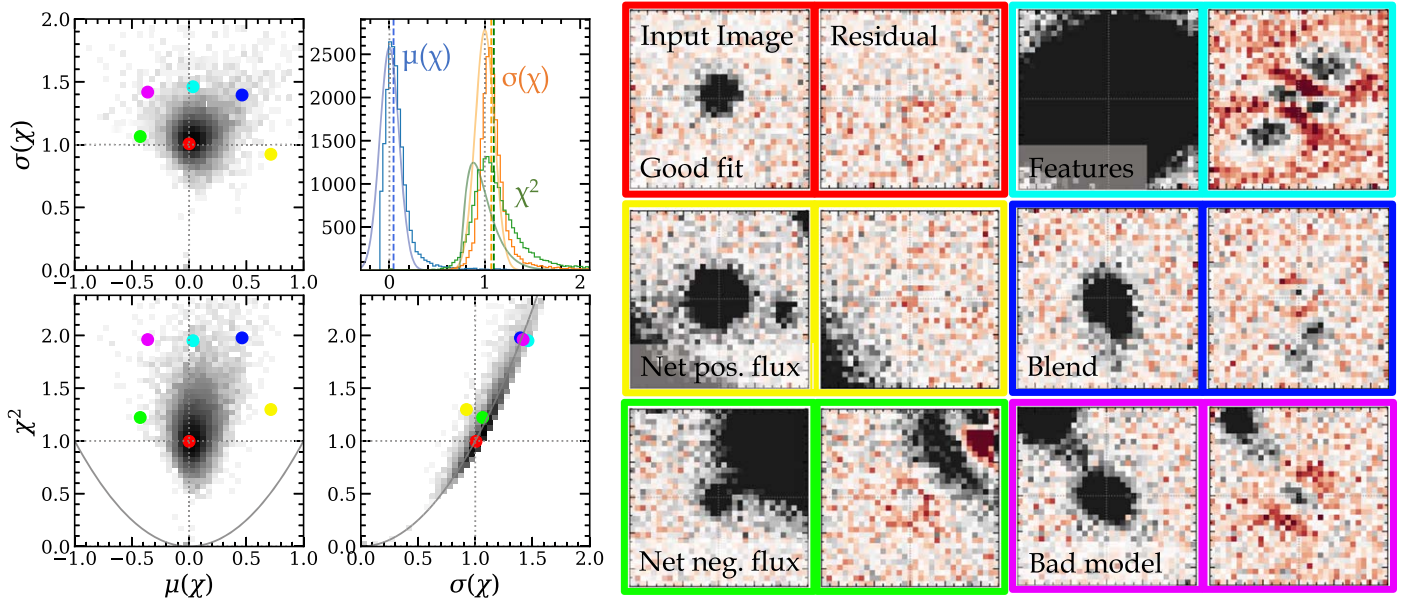 2.0
1.5
1.0
0.5
0.0
σ(χ)
−1.0 −0.5 0.0 0.5 1.0
2500
2000
1500
1000
500
μ(χ)
σ(χ)
χ²
0 1 2
2.0
1.5
1.0
0.5
0.0
χ²
−1.0 −0.5 0.0 0.5 1.0
μ(χ)
2.0
1.5
1.0
0.5
0.0
0.0 0.5 1.0 1.5 2.0
σ(χ)
Input Image
Residual
Good fit
Features
Net pos. flux
Blend
Net neg. flux
Bad model